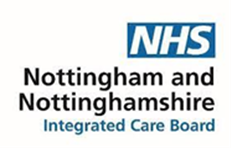 NHS
Nottingham and
Nottinghamshire
Integrated Care Board